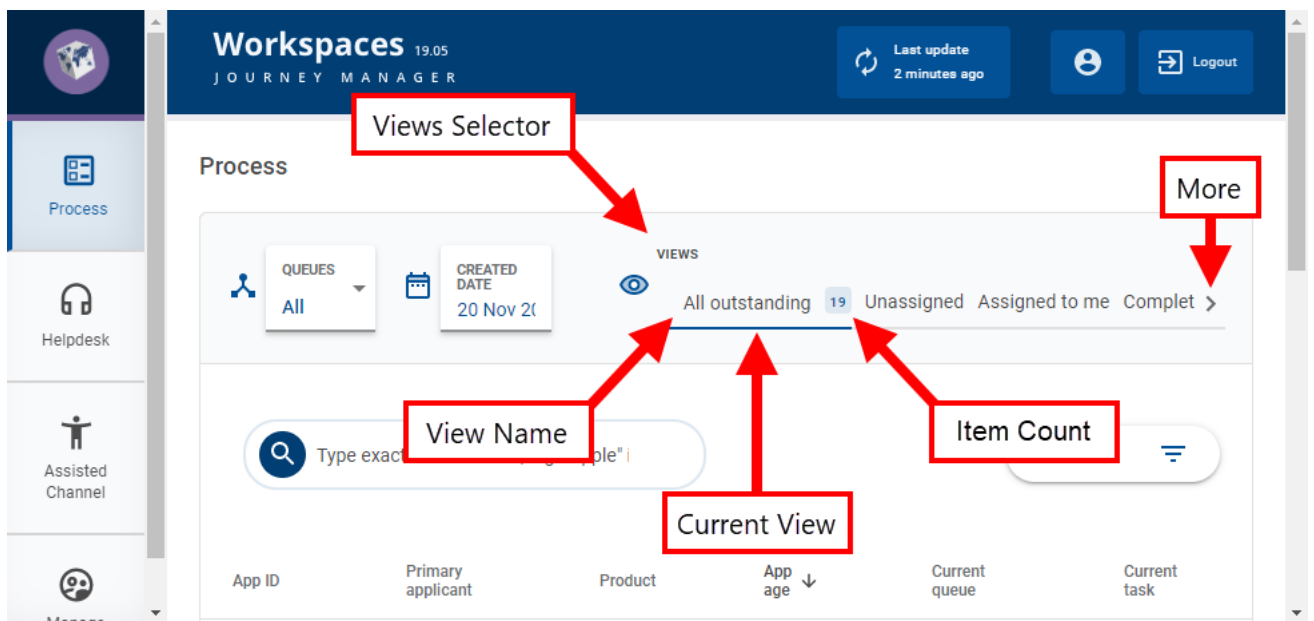 Workspaces 19.05
JOURNEY MANAGER
Last update
2 minutes ago
Logout
Views Selector
Process
More
Process
VIEWS
QUEUES
All
CREATED
DATE
20 Nov 20
All outstanding 19 Unassigned Assigned to me Complet
Helpdesk
View Name
Item Count
Type exact
ple"
Assisted
Channel
Current View
App ID
Primary
applicant
Product
App
age
Current
queue
Current
task